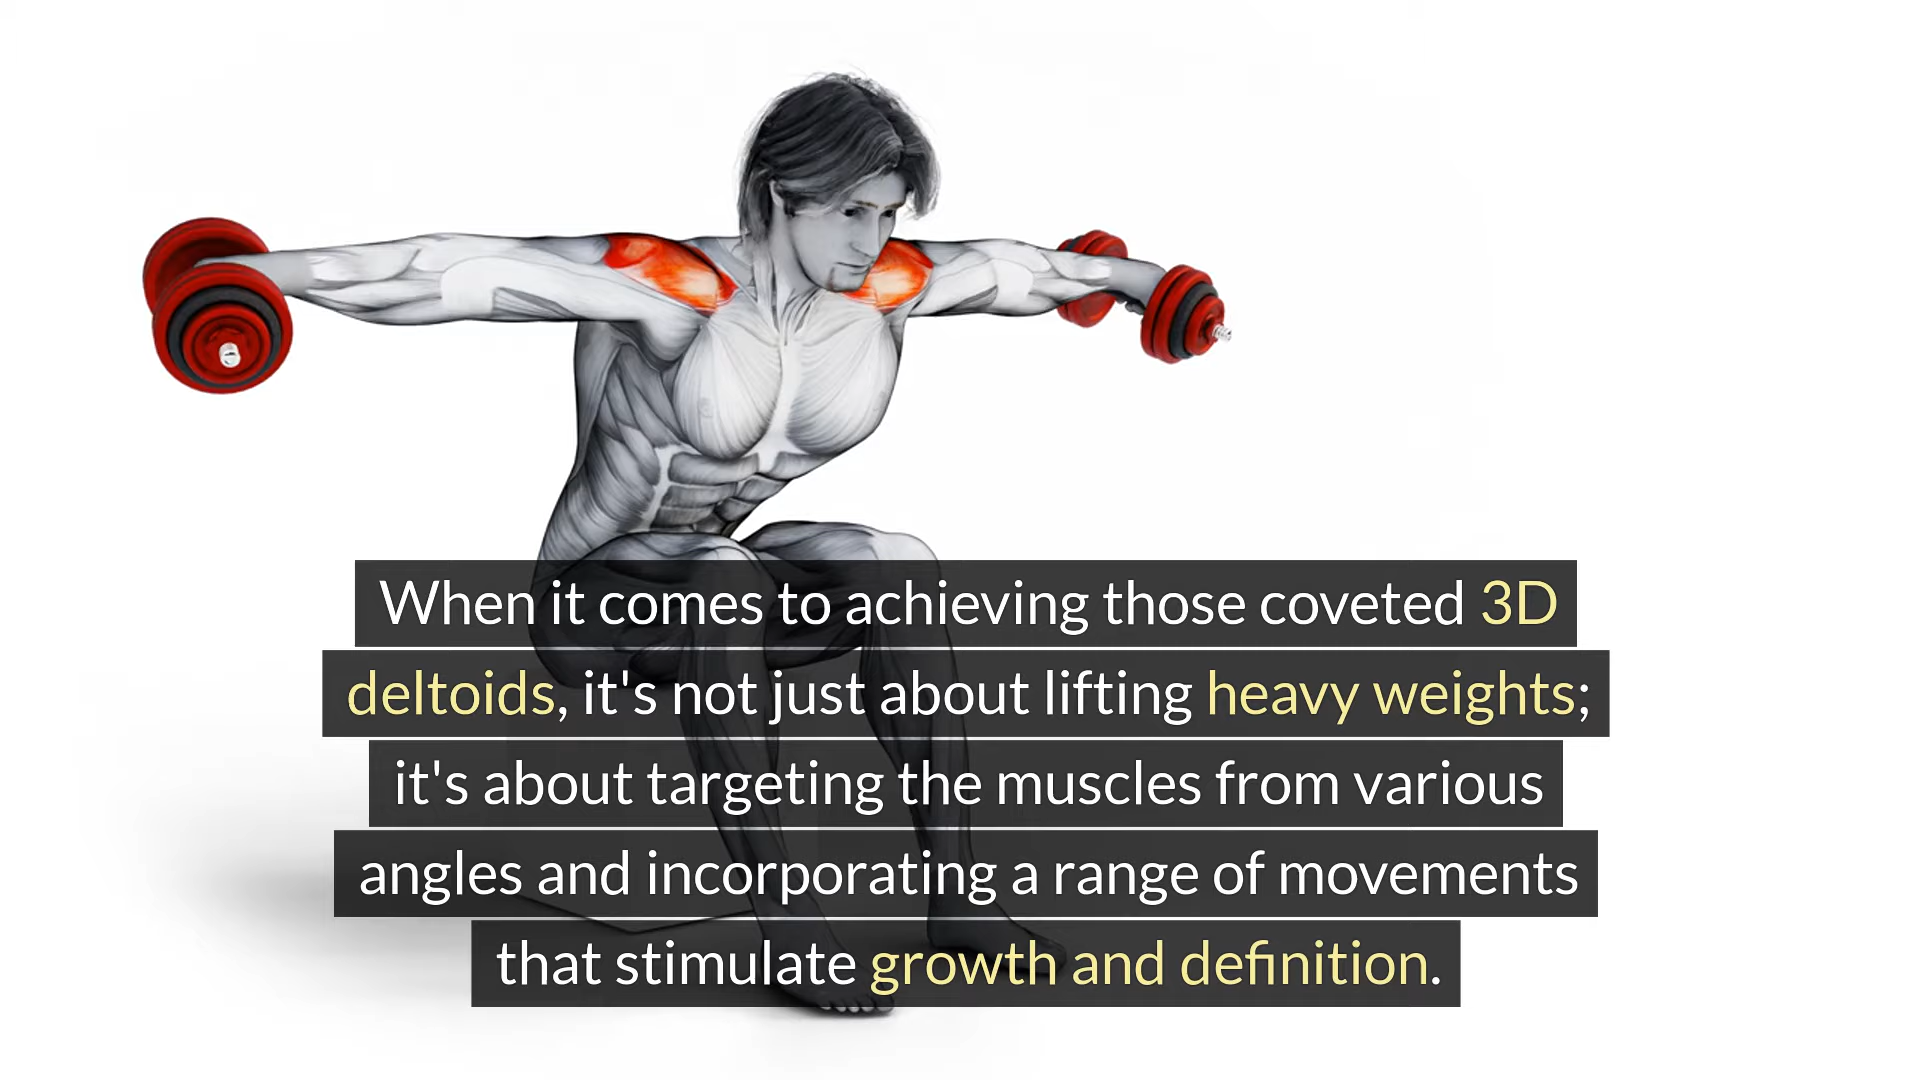 When it comes to achieving those coveted 3D
deltoids, it's not just about lifting heavy weights;
it's about targeting the muscles from various
angles and incorporating a range of movements
that stimulate growth and definition.